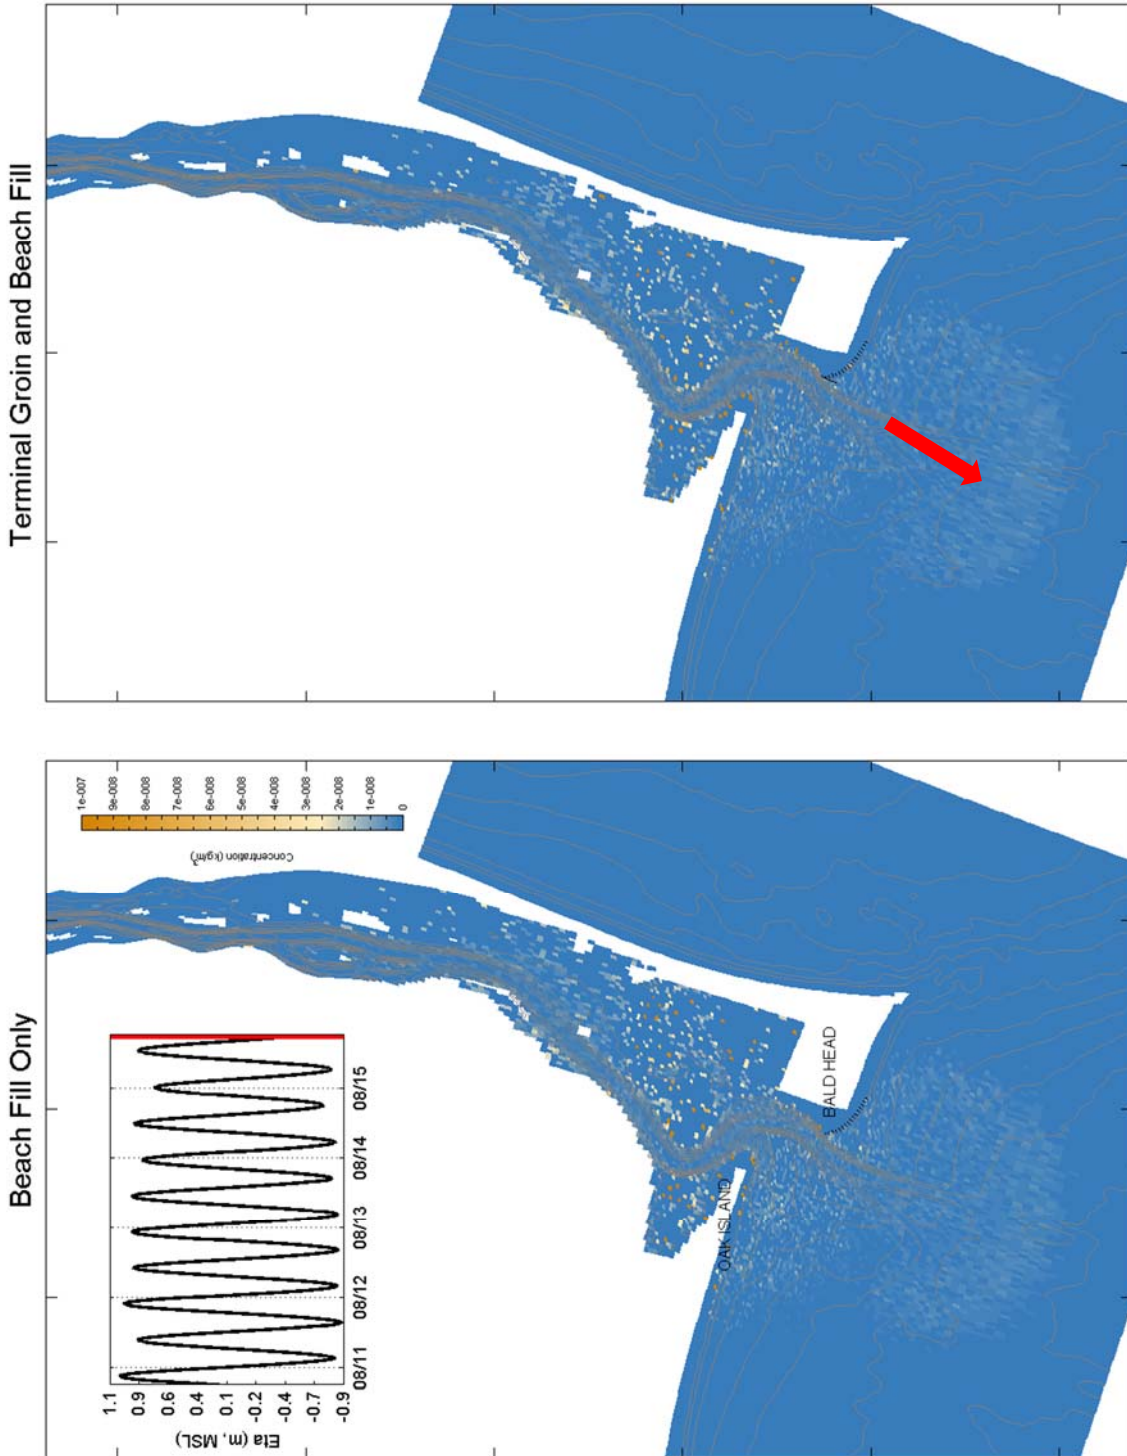 Beach Fill Only
Terminal Groin and Beach Fill
Eta (m, MSL)
1.1
0.9
0.6
0.4
0.1
-0.2
-0.4
-0.7
-0.9
08/11
08/12
08/13
08/14
08/15
Concentration (kg/m³)
1e-007
9e-008
8e-008
7e-008
6e-008
5e-008
4e-008
3e-008
2e-008
1e-008
0
OAK ISLAND
BALD HEAD